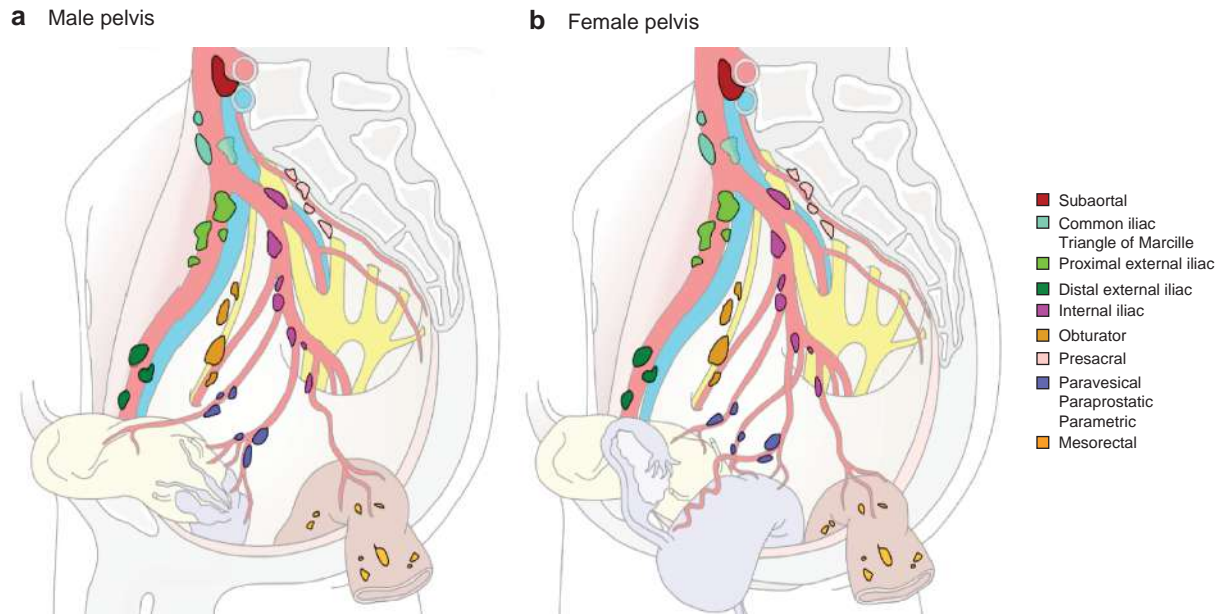 a Male pelvis
b Female pelvis
Subaortal
Common iliac
Triangle of Marcille
Proximal external iliac
Distal external iliac
Internal iliac
Obturator
Presacral
Paravesical
Paraprostatic
Parametric
Mesorectal